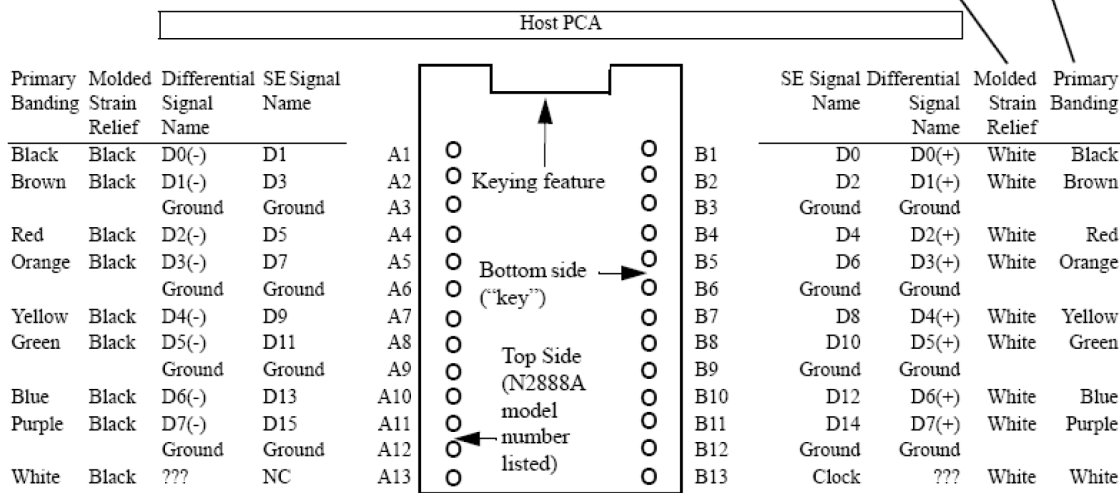 Host PCA
Primary Banding Molded Strain Relief Differential Signal Name SE Signal Name
SE Signal Name Differential Signal Name Molded Strain Relief Primary Banding
Black Black D0(-) D1 A1 B1 D0 D0(+) White Black
Brown Black D1(-) D3 A2 Keying feature B2 D2 D1(+) White Brown
Ground Ground A3 B3 Ground Ground
Red Black D2(-) D5 A4 B4 D4 D2(+) White Red
Orange Black D3(-) D7 A5 B5 D6 D3(+) White Orange
Bottom side
Ground Ground A6 B6 Ground Ground
(“key”)
Yellow Black D4(-) D9 A7 B7 D8 D4(+) White Yellow
Green Black D5(-) D11 A8 B8 D10 D5(+) White Green
Top Side
Ground Ground A9 B9 Ground Ground
(N2888A
Blue Black D6(-) D13 A10 B10 D12 D6(+) White Blue
model
Purple Black D7(-) D15 A11 B11 D14 D7(+) White Purple
number
Ground Ground A12 B12 Ground Ground
listed)
White Black ??? NC A13 B13 Clock ??? White White